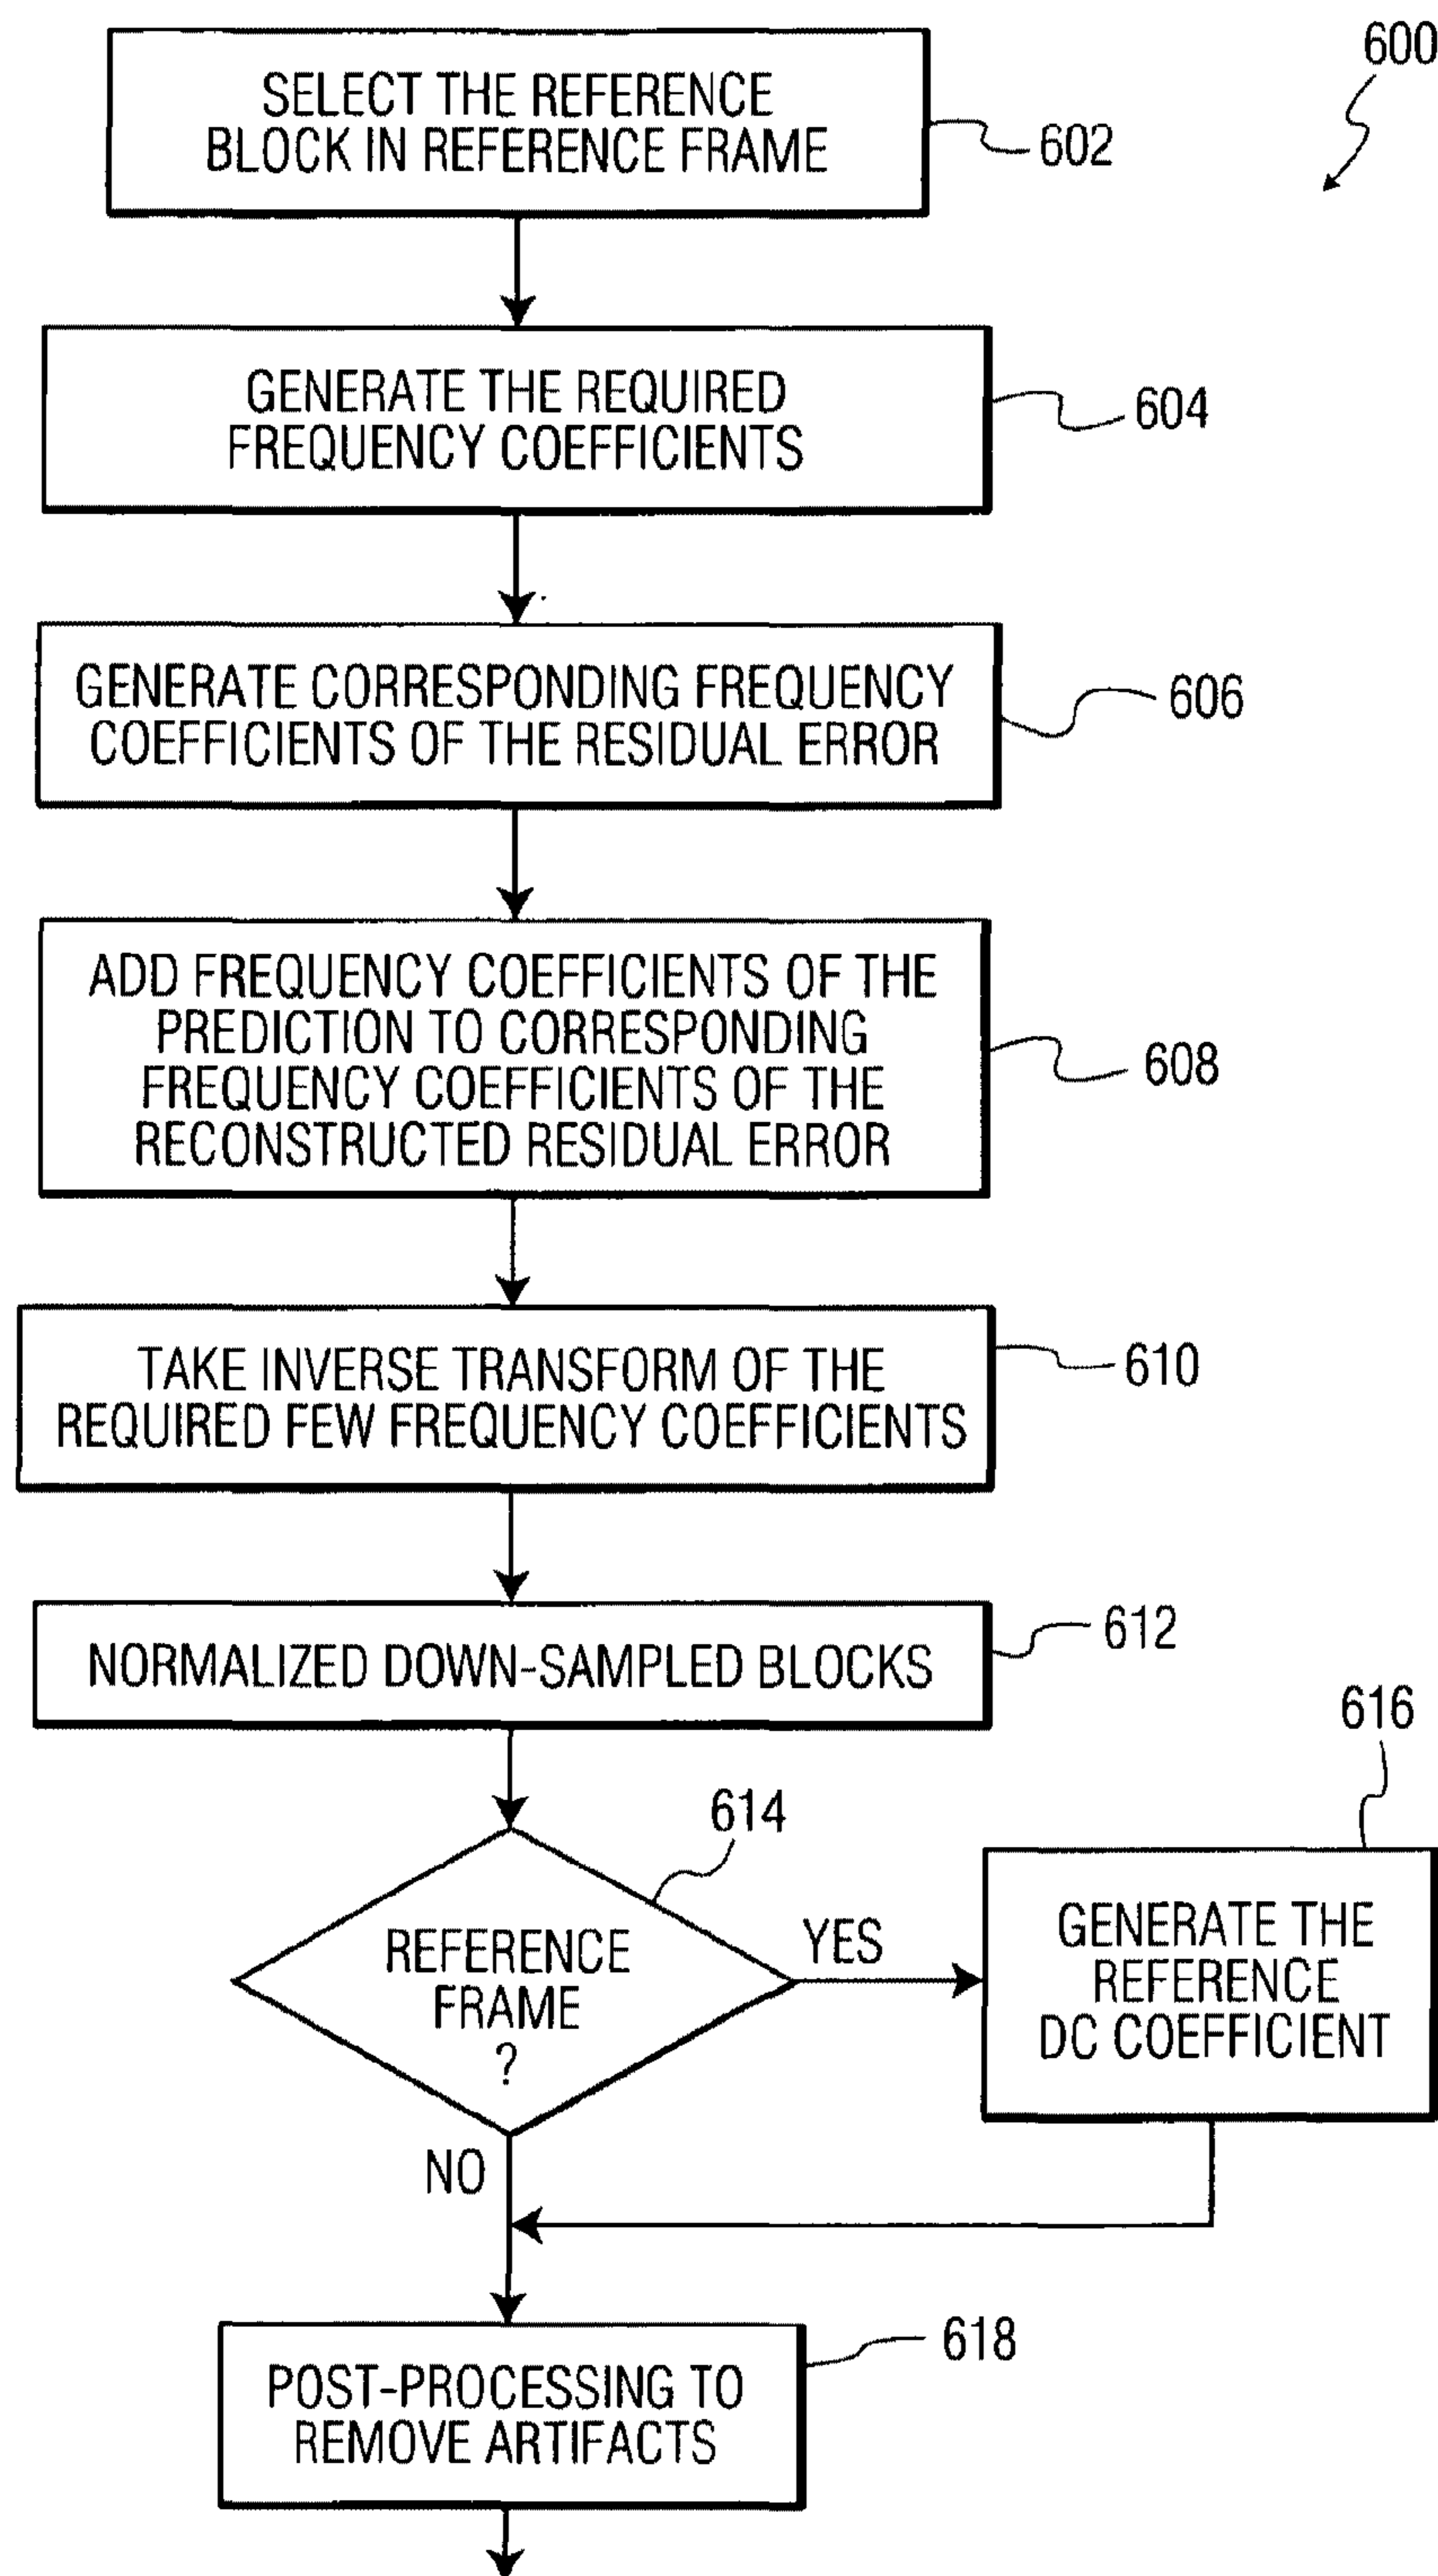 600
SELECT THE REFERENCE
BLOCK IN REFERENCE FRAME
602
GENERATE THE REQUIRED
FREQUENCY COEFFICIENTS
604
GENERATE CORRESPONDING FREQUENCY
COEFFICIENTS OF THE RESIDUAL ERROR
606
ADD FREQUENCY COEFFICIENTS OF THE
PREDICTION TO CORRESPONDING
FREQUENCY COEFFICIENTS OF THE
RECONSTRUCTED RESIDUAL ERROR
608
TAKE INVERSE TRANSFORM OF THE
REQUIRED FEW FREQUENCY COEFFICIENTS
610
NORMALIZED DOWN-SAMPLED BLOCKS
612
614
REFERENCE
FRAME
?
YES
616
GENERATE THE
REFERENCE
DC COEFFICIENT
NO
POST-PROCESSING TO
REMOVE ARTIFACTS
618